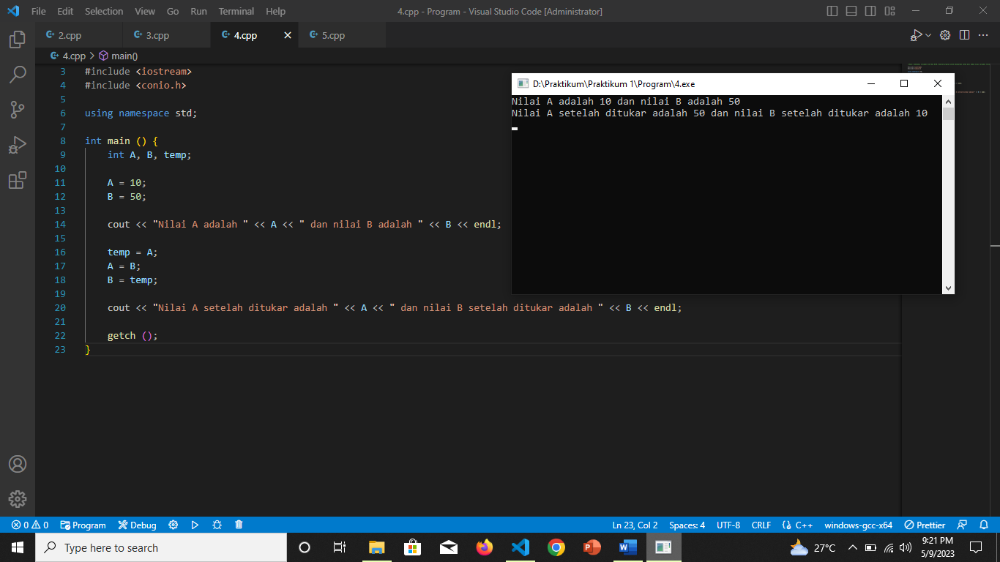 File Edit Selection View Go Run Terminal Help 4.cpp - Program - Visual Studio Code [Administrator]
2.cpp 3.cpp 4.cpp 5.cpp
4.cpp > main()
3 #include <iostream>
4 #include <conio.h>
5
6 using namespace std;
7
8 int main () {
9 int A, B, temp;
10
11 A = 10;
12 B = 50;
13
14 cout << "Nilai A adalah " << A << " dan nilai B adalah " << B << endl;
15
16 temp = A;
17 A = B;
18 B = temp;
19
20 cout << "Nilai A setelah ditukar adalah " << A << " dan nilai B setelah ditukar adalah " << B << endl;
21
22 getch ();
23 }
D:\Praktikum\Praktikum 1\Program\4.exe
Nilai A adalah 10 dan nilai B adalah 50
Nilai A setelah ditukar adalah 50 dan nilai B setelah ditukar adalah 10
0 0 Program Debug Ln 23, Col 2 Spaces: 4 UTF-8 CRLF {} C++ windows-gcc-x64 Prettier
Type here to search 27°C 9:21 PM
5/9/2023